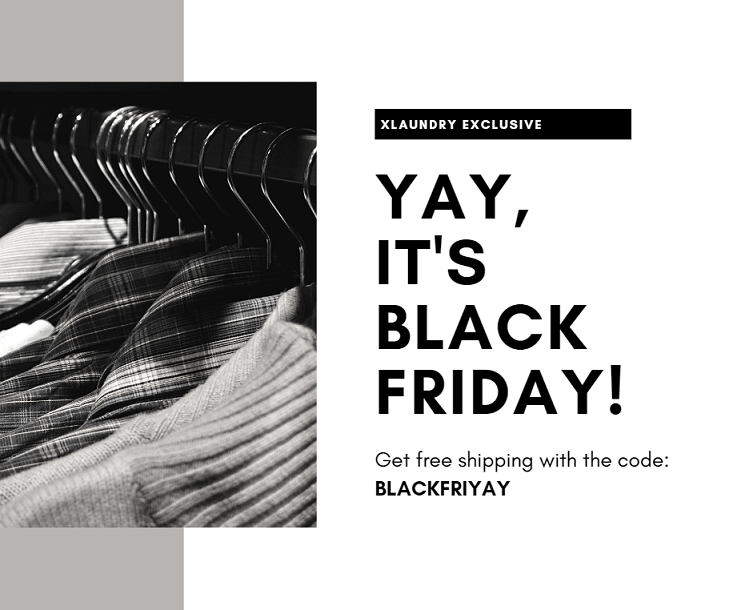 XLAUNDRY EXCLUSIVE
YAY,
IT'S
BLACK
FRIDAY!
Get free shipping with the code:
BLACKFRIYAY